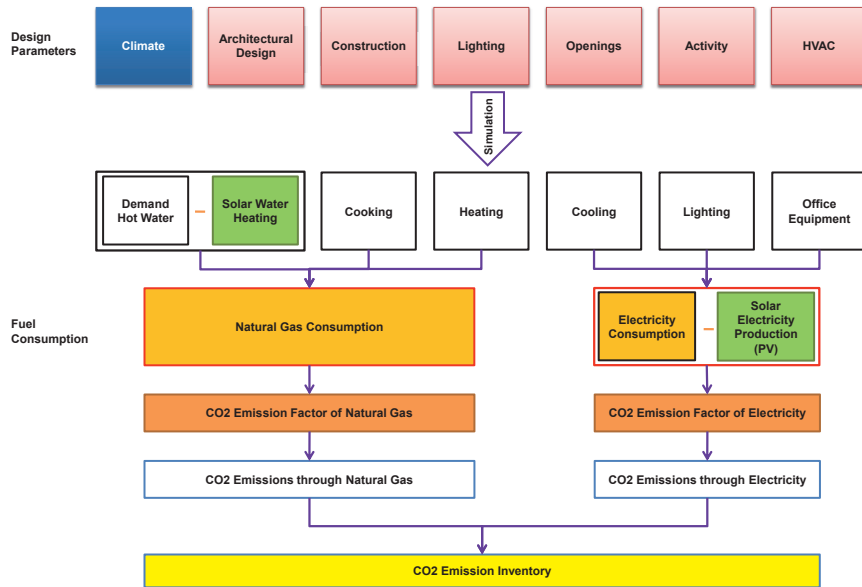 Design
Parameters
Climate
Architectural
Design
Construction
Lighting
Openings
Activity
HVAC
Simulation
Demand
Hot Water
–
Solar Water
Heating
Cooking
Heating
Cooling
Lighting
Office
Equipment
Fuel
Consumption
Natural Gas Consumption
Electricity
Consumption
–
Solar
Electricity
Production
(PV)
CO2 Emission Factor of Natural Gas
CO2 Emission Factor of Electricity
CO2 Emissions through Natural Gas
CO2 Emissions through Electricity
CO2 Emission Inventory